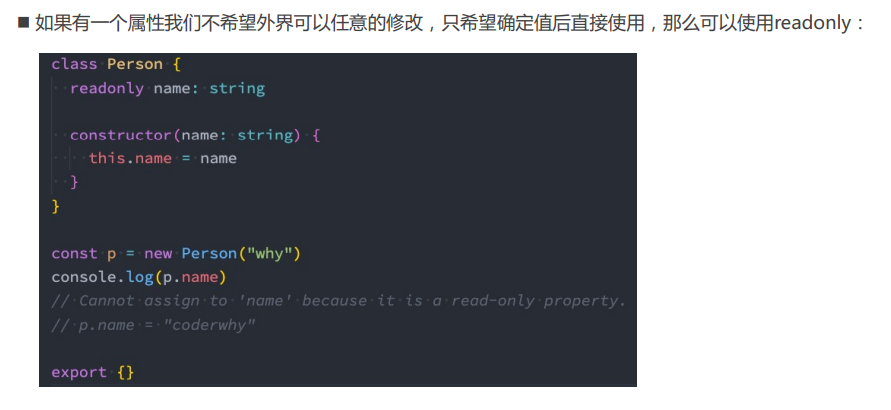 ■ 如果有一个属性我们不希望外界可以任意的修改，只希望确定值后直接使用，那么可以使用readonly：
class Person {
  readonly name: string
  constructor(name: string) {
    this.name = name
  }
}
const p = new Person("why")
console.log(p.name)
// Cannot assign to 'name' because it is a read-only property.
// p.name = "coderwhy"
export {}